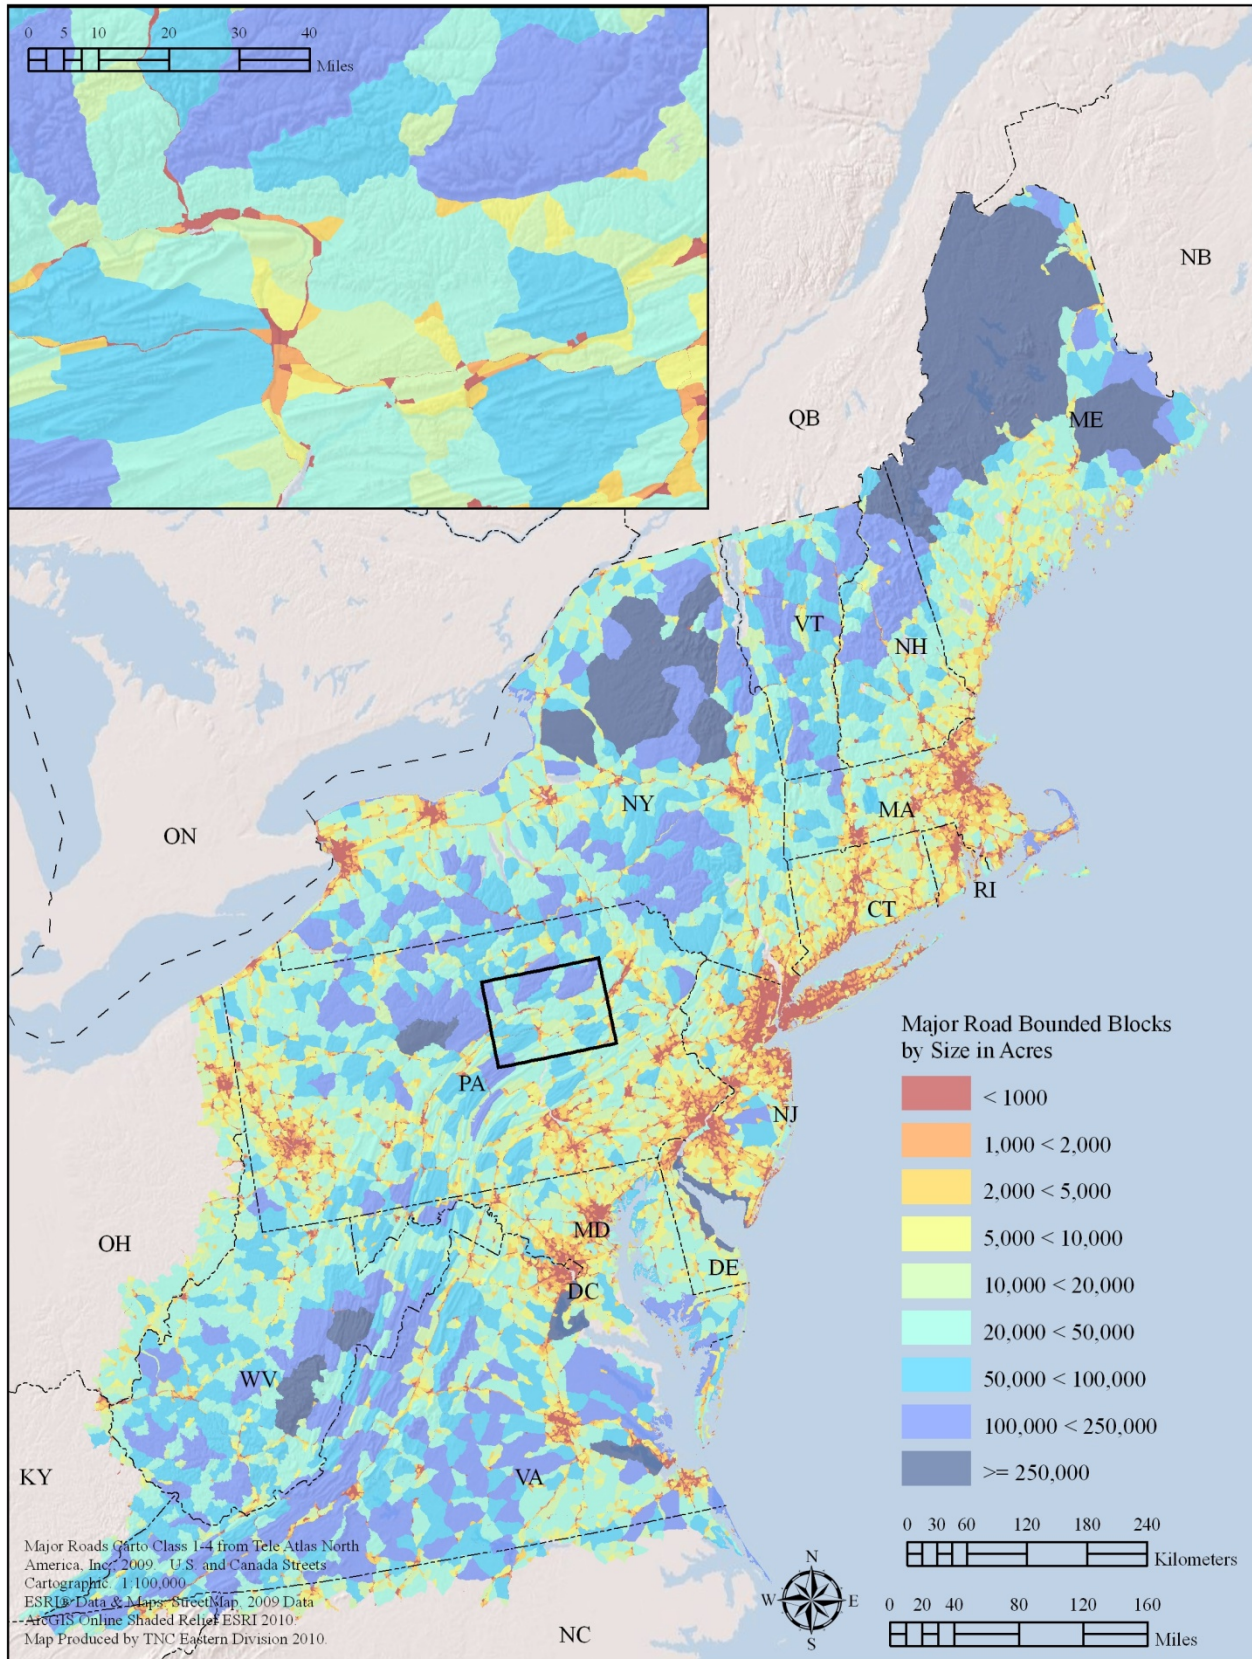 0 5 10 20 30 40
Miles
NB
QB
ME
VT
NH
NY
MA
ON
RI
CT
PA
NJ
OH
MD
DE
DC
WV
KY
VA
NC
Major Road Bounded Blocks
by Size in Acres
< 1000
1,000 < 2,000
2,000 < 5,000
5,000 < 10,000
10,000 < 20,000
20,000 < 50,000
50,000 < 100,000
100,000 < 250,000
>= 250,000
0 30 60 120 180 240
Kilometers
0 20 40 80 120 160
Miles
N
W E
S
Major Roads Carto Class 1-4 from Tele Atlas North
America, Inc. 2009. U.S. and Canada Streets
Cartographic. 1:100,000
ESRI® Data & Maps: StreetMap. 2009 Data
ArcGIS Online Shaded Relief ESRI 2010
Map Produced by TNC Eastern Division 2010.